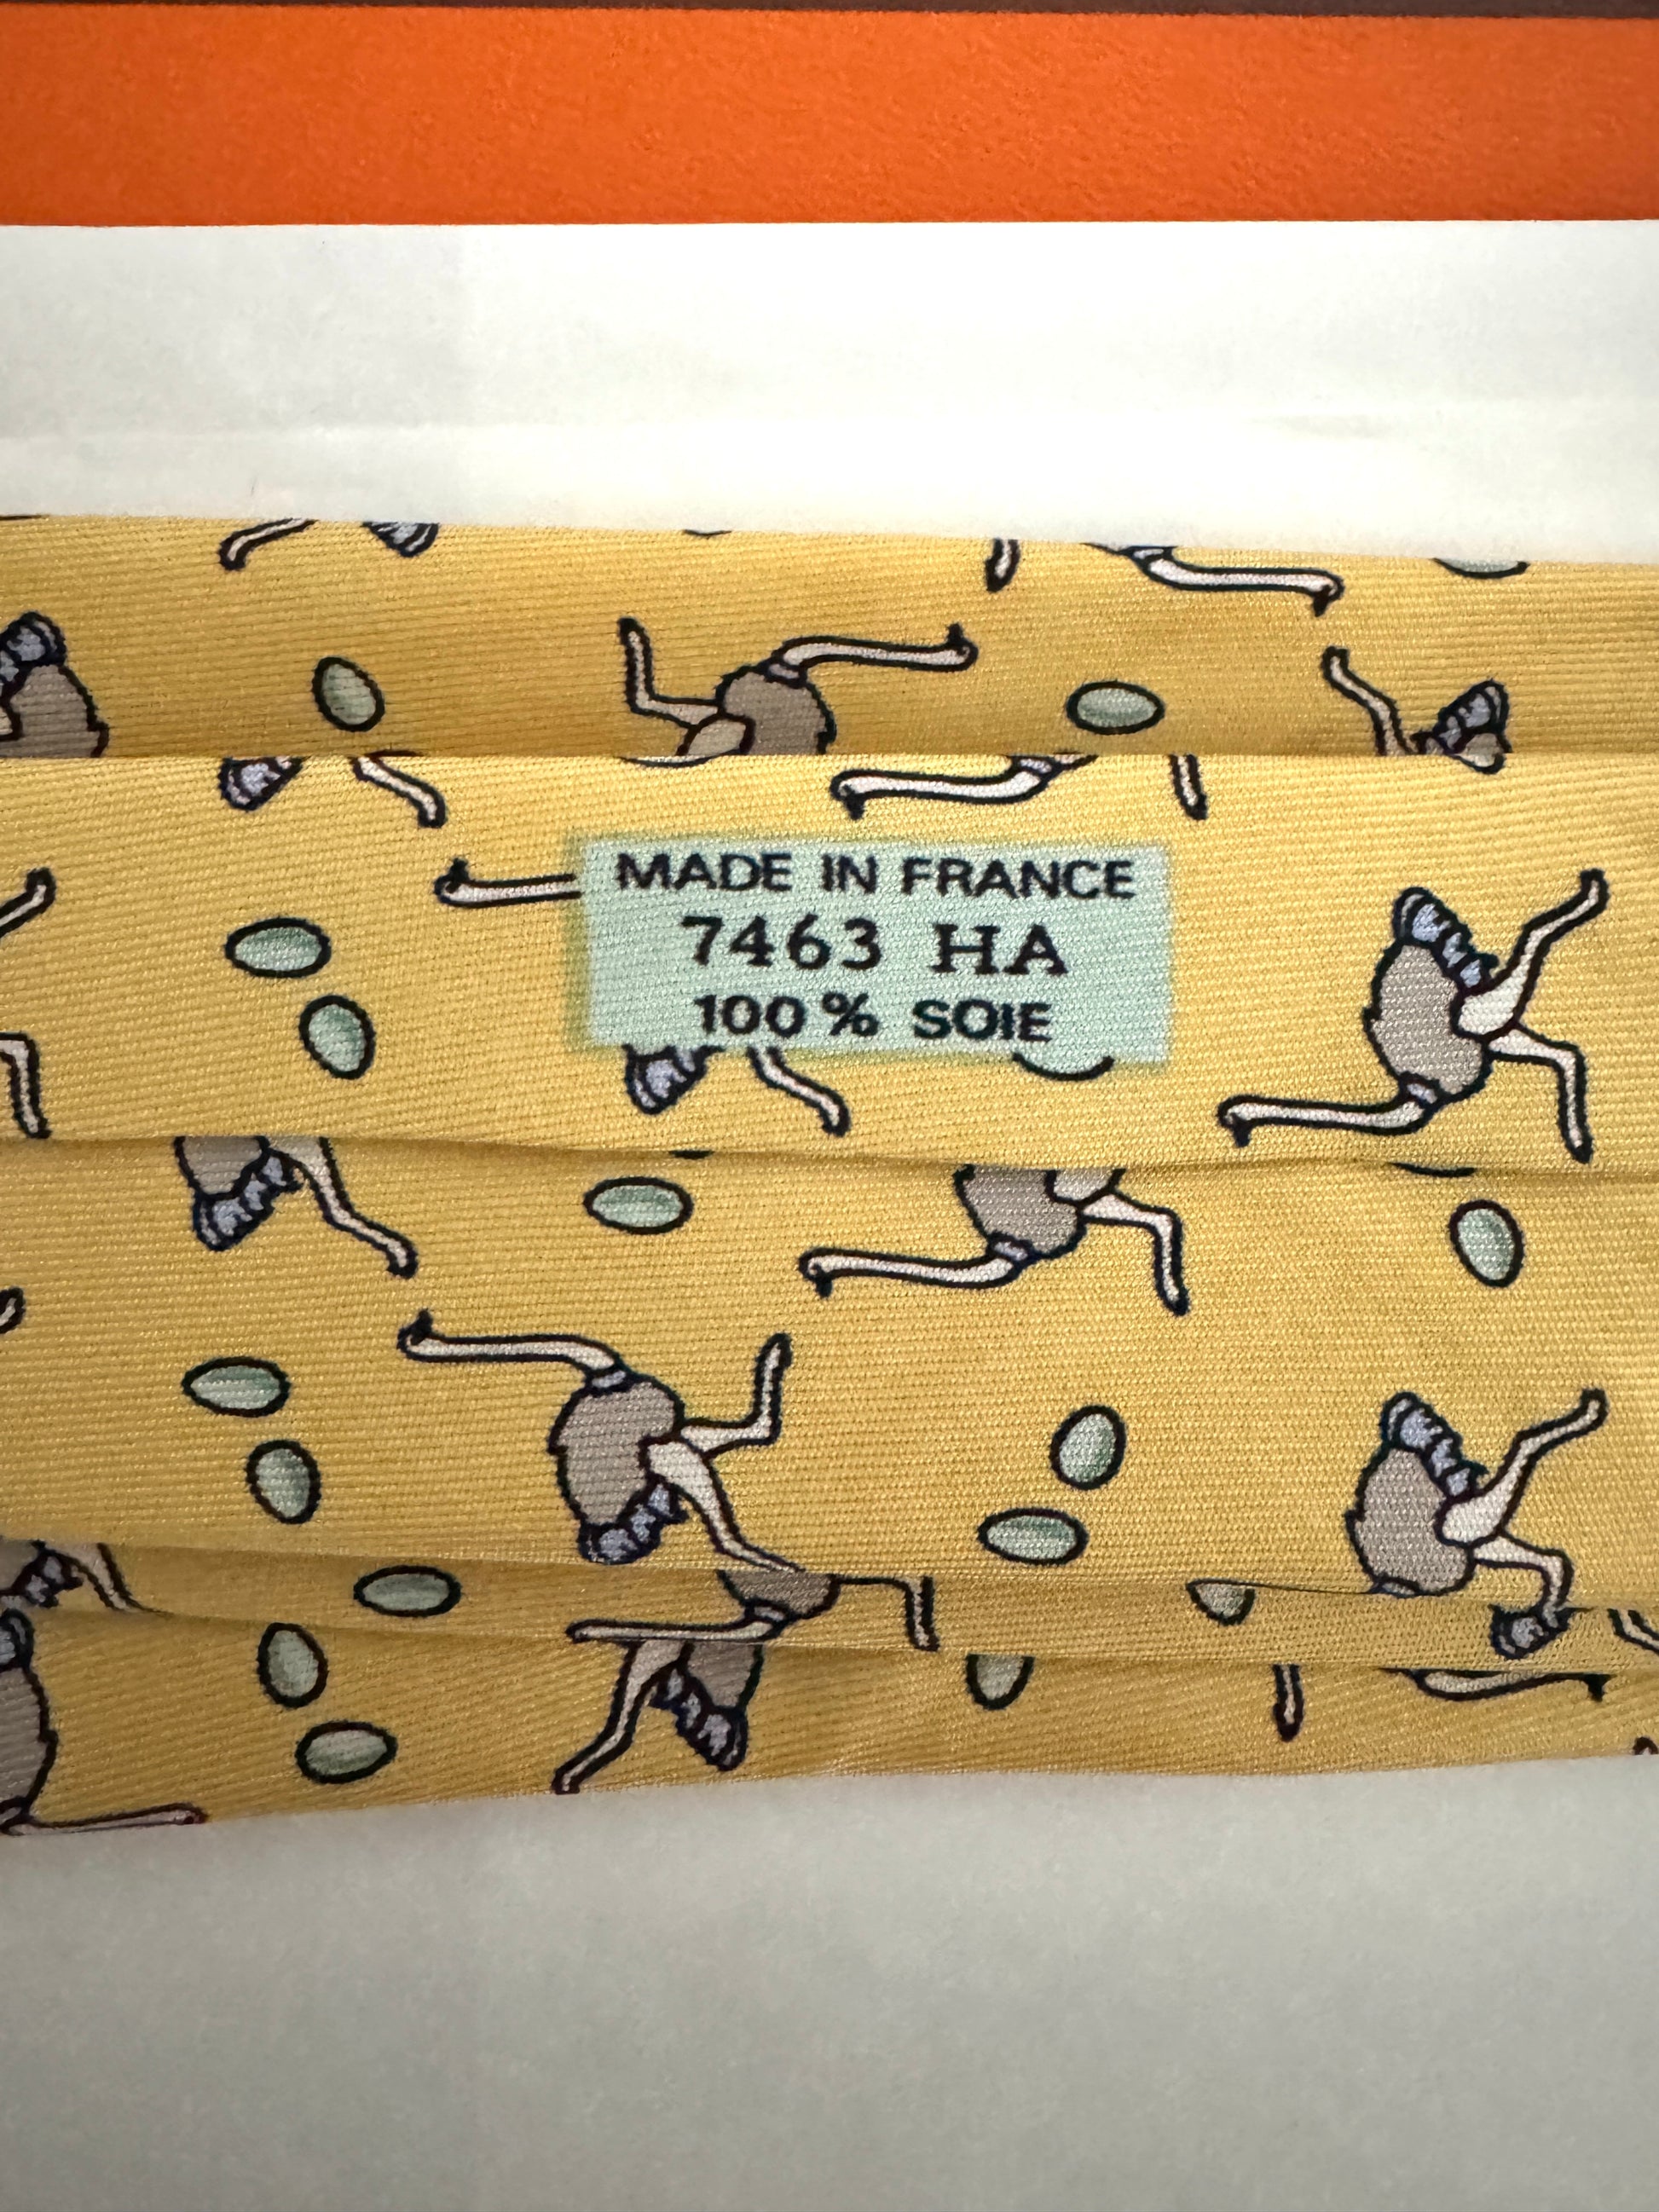 MADE IN FRANCE
7463 HA
100% SOIE